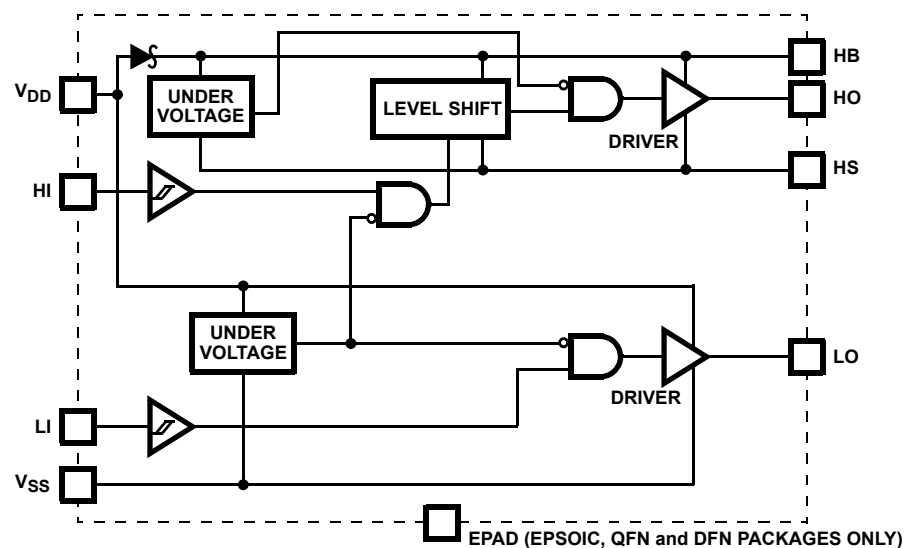 HB
VDD
UNDER
VOLTAGE
LEVEL SHIFT
HO
DRIVER
HS
HI
UNDER
VOLTAGE
LO
DRIVER
LI
VSS
EPAD (EPSOIC, QFN and DFN PACKAGES ONLY)